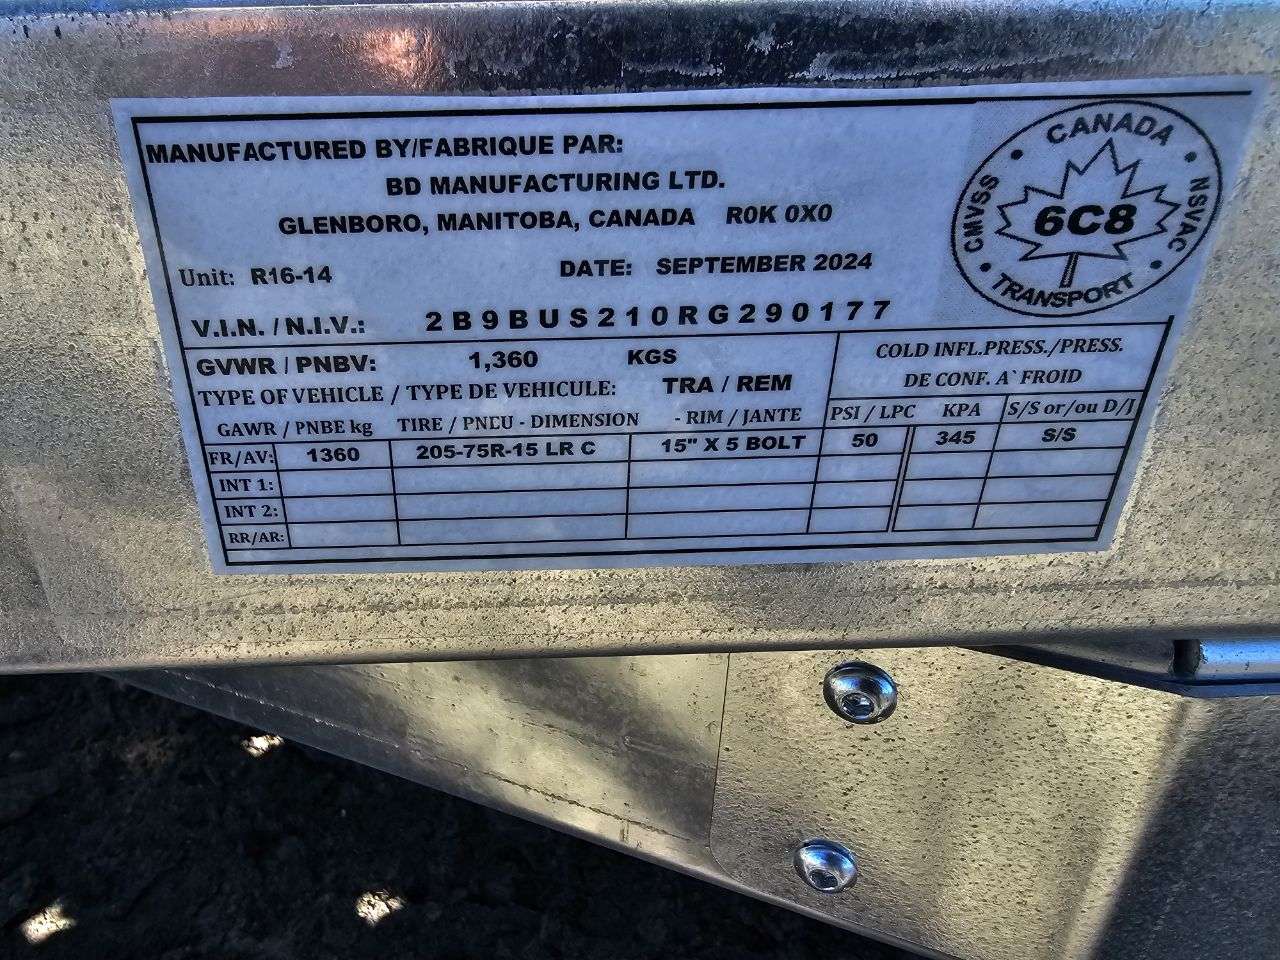 MANUFACTURED BY/FABRIQUE PAR:
BD MANUFACTURING LTD.
GLENBORO, MANITOBA, CANADA R0K 0X0
Unit: R16-14 DATE: SEPTEMBER 2024
V.I.N. / N.I.V.: 2B9BUS210RG290177
CANADA
CMVSS
6C8
NSVAC
TRANSPORT
GVWR / PNBV: 1,360 KGS
TYPE OF VEHICLE / TYPE DE VEHICULE: TRA / REM
COLD INFL.PRESS./PRESS.
DE CONF. A` FROID
GAWR / PNBE kg TIRE / PNEU - DIMENSION - RIM / JANTE PSI / LPC KPA S/S or/ou D/J
FR/AV: 1360 205-75R-15 LR C 15" X 5 BOLT 50 345 S/S
INT 1:
INT 2:
RR/AR: